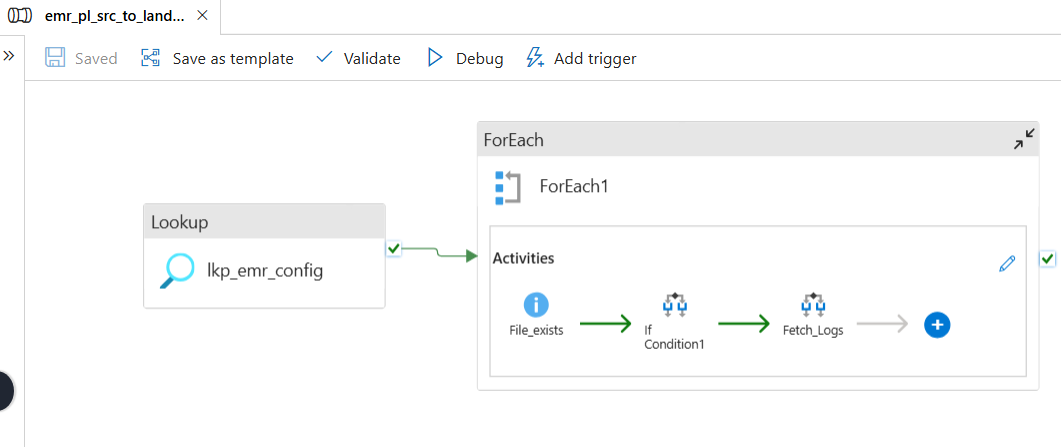 emr_pl_src_to_land...
Saved Save as template Validate Debug Add trigger
ForEach
ForEach1
Lookup
lkp_emr_config
Activities
File_exists If Fetch_Logs
Condition1